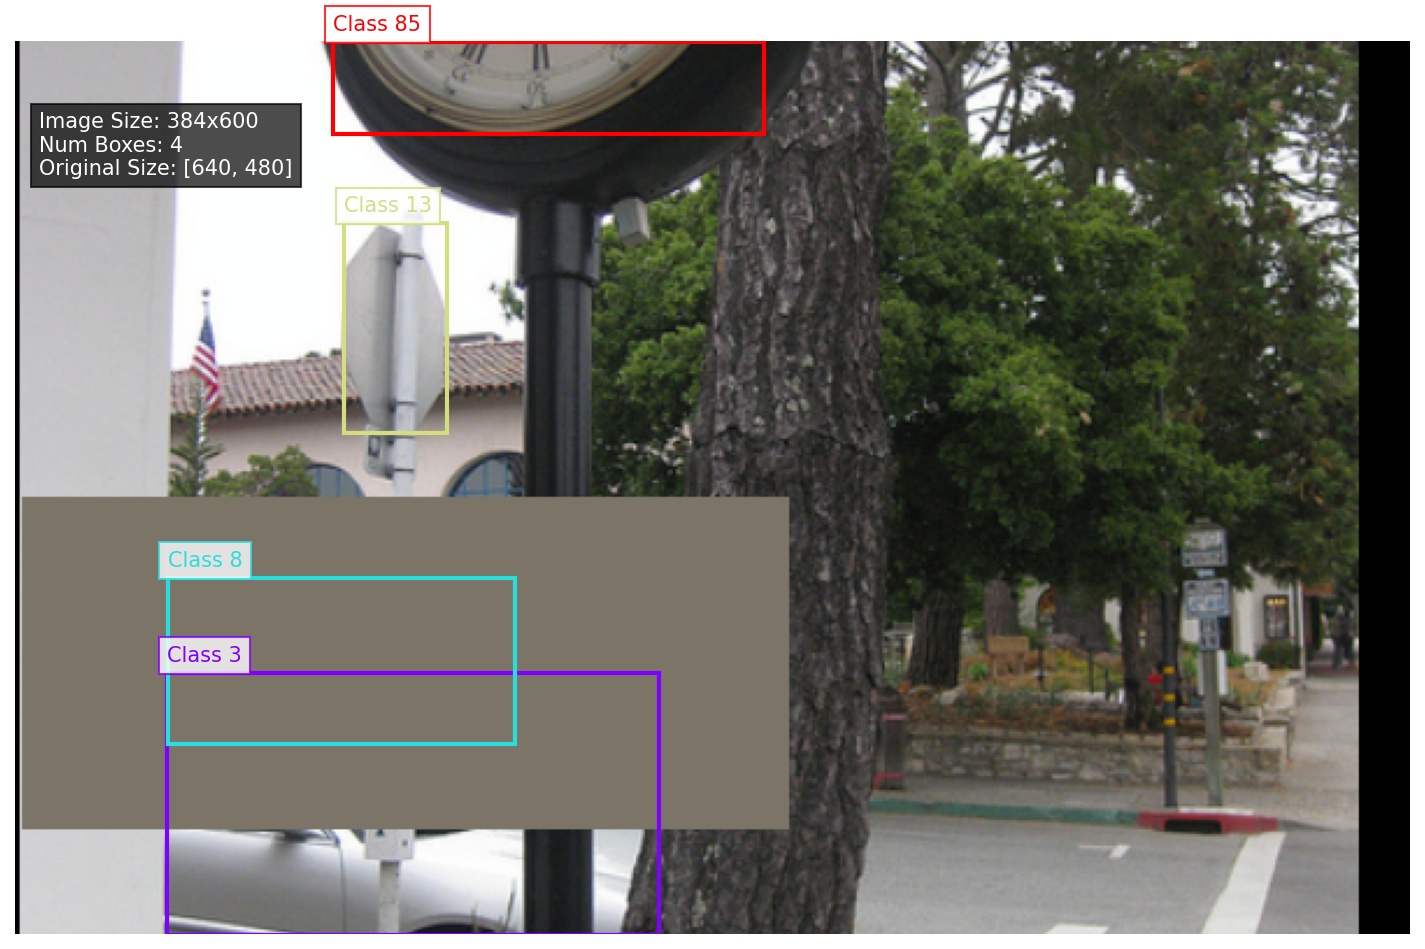 Class 85
Image Size: 384x600
Num Boxes: 4
Original Size: [640, 480]
Class 13
Class 8
Class 3